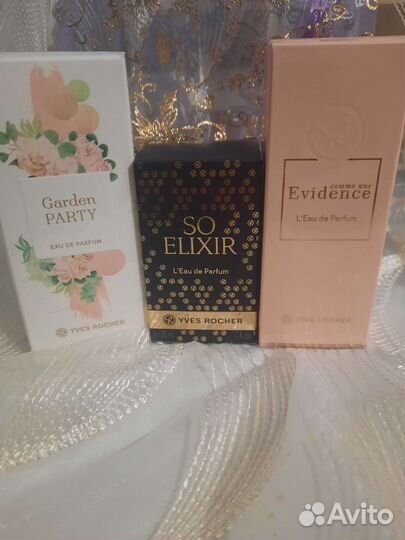 Garden
PARTY
EAU DE PARFUM
YVES ROCHER
SO
ELIXIR
L'Eau de Parfum
YVES ROCHER
comme une
Evidence
L'Eau de Parfum
YVES ROCHER
Avito